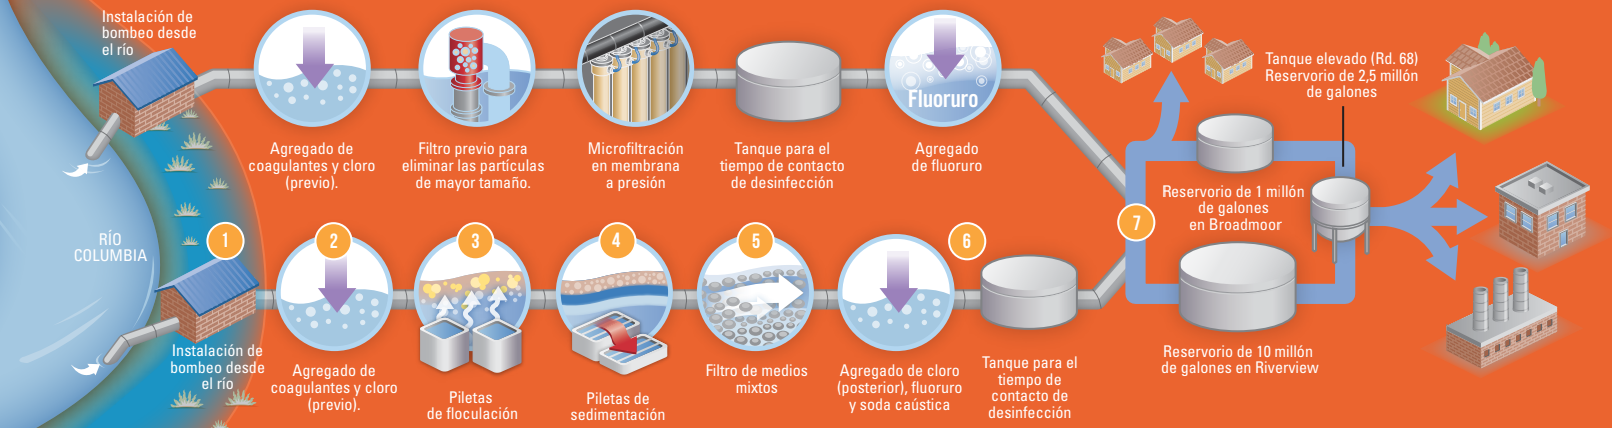 Instalación de
bombeo desde
el río
Agregado de
coagulantes y cloro
(previo).
Filtro previo para
eliminar las partículas
de mayor tamaño.
Microfiltración
en membrana
a presión
Tanque para el
tiempo de contacto
de desinfección
Fluoruro
Agregado
de fluoruro
Tanque elevado (Rd. 68)
Reservorio de 2,5 millón
de galones
Reservorio de 1 millón
de galones
en Broadmoor
RÍO
COLUMBIA
1
2
3
4
5
6
7
Instalación de
bombeo desde
el río
Agregado de
coagulantes y cloro
(previo).
Piletas
de floculación
Piletas de
sedimentación
Filtro de medios
mixtos
Agregado de cloro
(posterior), fluoruro
y soda caústica
Tanque para el
tiempo de
contacto de
desinfección
Reservorio de 10 millón
de galones en Riverview